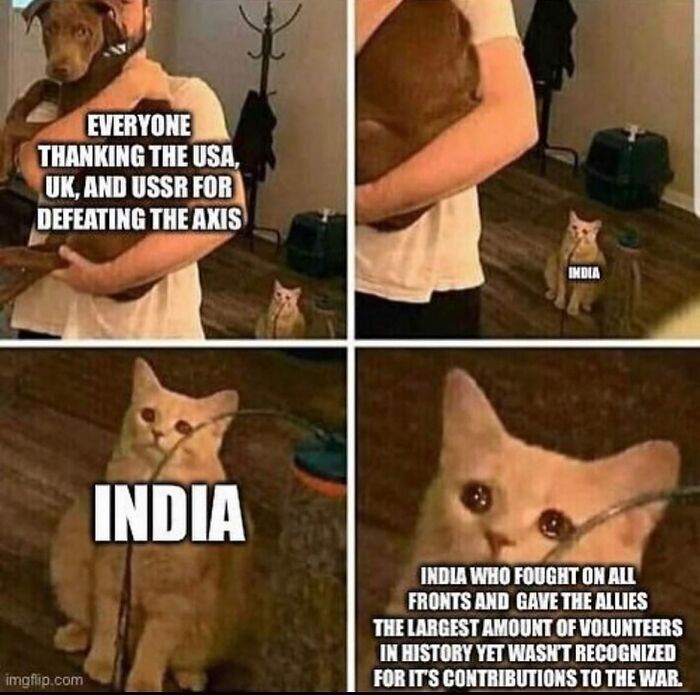 EVERYONE
THANKING THE USA,
UK, AND USSR FOR
DEFEATING THE AXIS
INDIA
INDIA
INDIA WHO FOUGHT ON ALL
FRONTS AND GAVE THE ALLIES
THE LARGEST AMOUNT OF VOLUNTEERS
IN HISTORY YET WASN'T RECOGNIZED
FOR IT'S CONTRIBUTIONS TO THE WAR.
imgflip.com